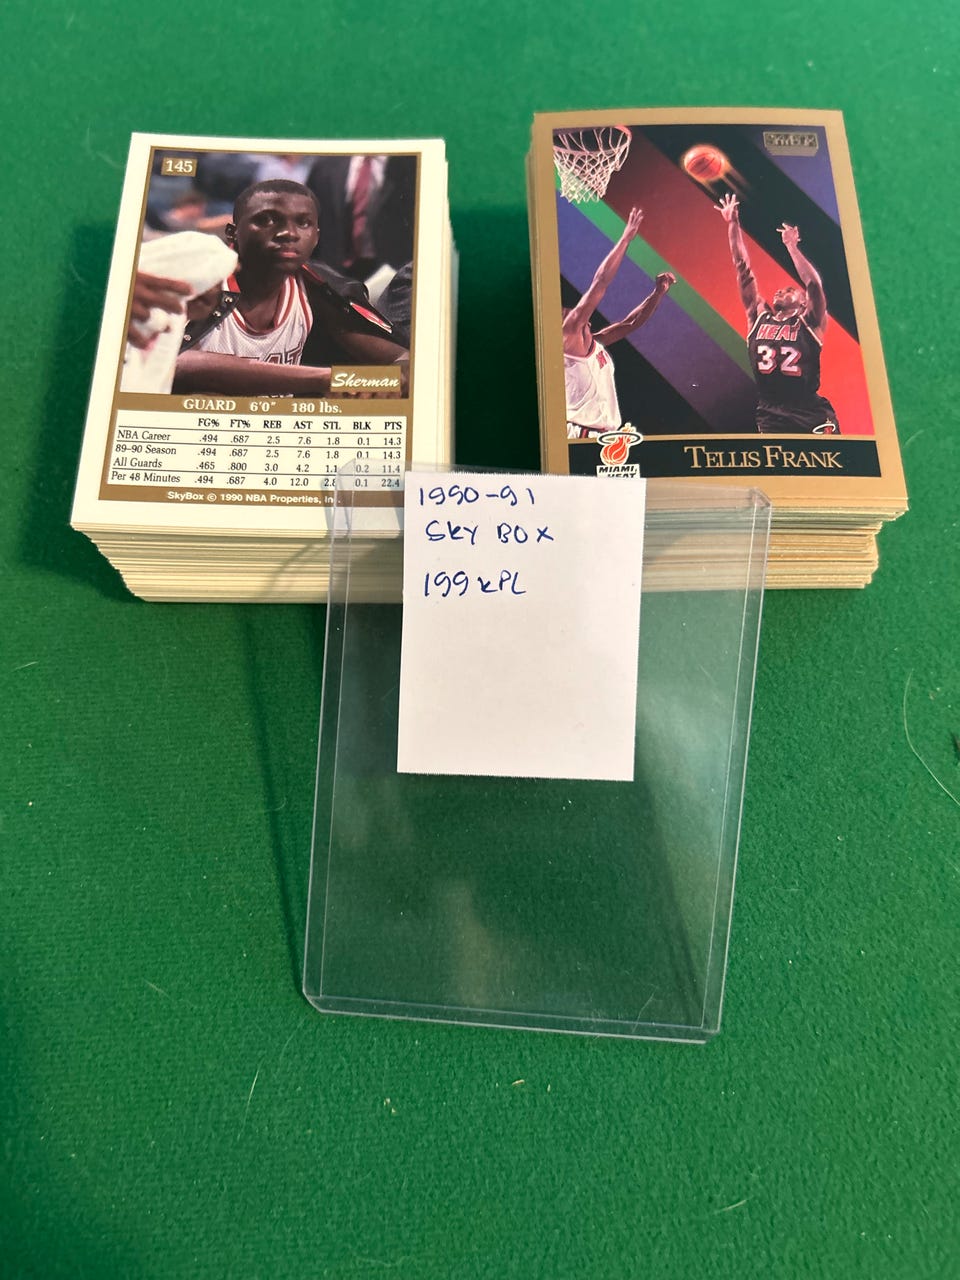 145
Sherman
GUARD 6'0" 180 lbs.
FG% FT% REB AST STL BLK PTS
NBA Career .494 .687 2.5 7.6 1.8 0.1 14.3
89-90 Season .494 .687 2.5 7.6 1.8 0.1 14.3
All Guards .465 .800 3.0 4.2 1.1 0.2 11.4
Per 48 Minutes .494 .687 4.0 12.0 2.8 0.1 22.4
SkyBox © 1990 NBA Properties, Inc.
SKYBOX
HEAT
32
MIAMI
HEAT
TELLIS FRANK
1990-91
SKY BOX
199 KPL